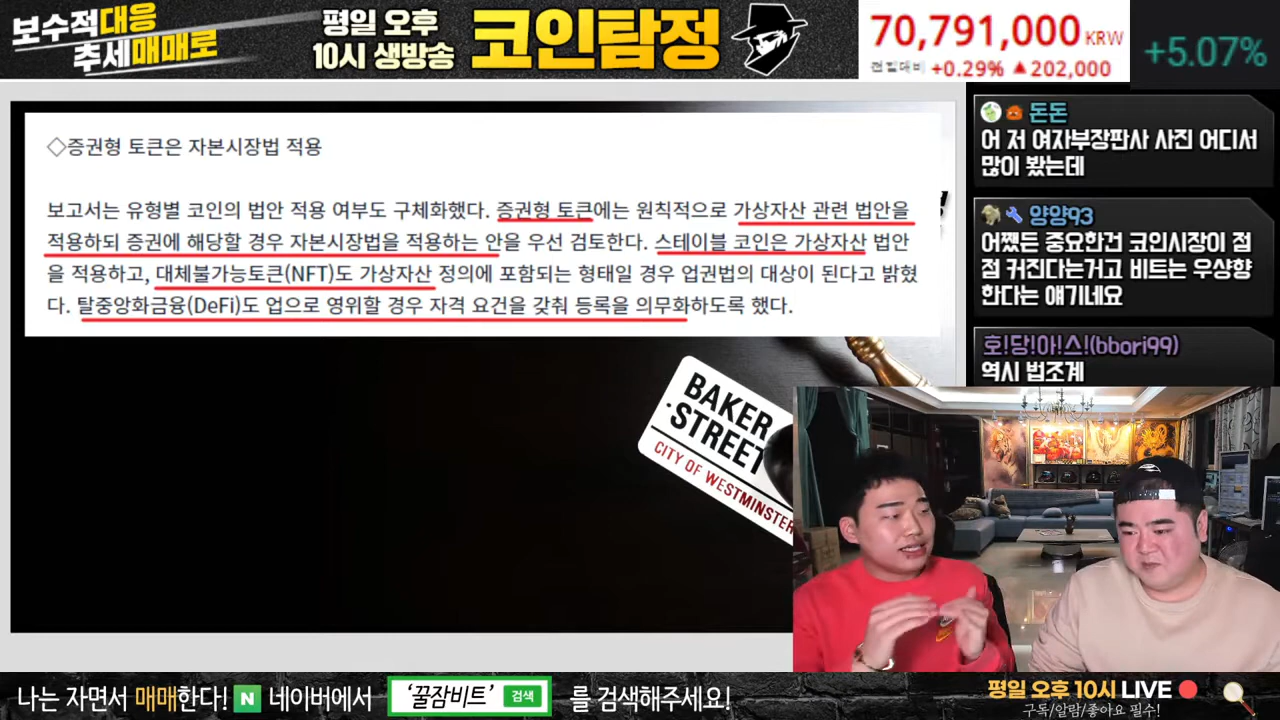 보수적대응
추세매매로
평일 오후
10시 생방송
코인탐정
70,791,000 KRW
전일대비 +0.29% ▲202,000
+5.07%
◇증권형 토큰은 자본시장법 적용
보고서는 유형별 코인의 법안 적용 여부도 구체화했다. 증권형 토큰에는 원칙적으로 가상자산 관련 법안을
적용하되 증권에 해당할 경우 자본시장법을 적용하는 안을 우선 검토한다. 스테이블 코인은 가상자산 법안
을 적용하고, 대체불가능토큰(NFT)도 가상자산 정의에 포함되는 형태일 경우 업권법의 대상이 된다고 밝혔
다. 탈중앙화금융(DeFi)도 업으로 영위할 경우 자격 요건을 갖춰 등록을 의무화하도록 했다.
BAKER
STREET
CITY OF WESTMINSTER
돈돈
어 저 여자부장판사 사진 어디서
많이 봤는데
양양93
어쨌든 중요한건 코인시장이 점
점 커진다는거고 비트는 우상향
한다는 얘기네요
호!당!아!스!(bbori99)
역시 법조계
나는 자면서 매매한다! N 네이버에서 '꿀잠비트' 검색 를 검색해주세요!
평일 오후 10시 LIVE
구독/알람/좋아요 필수!